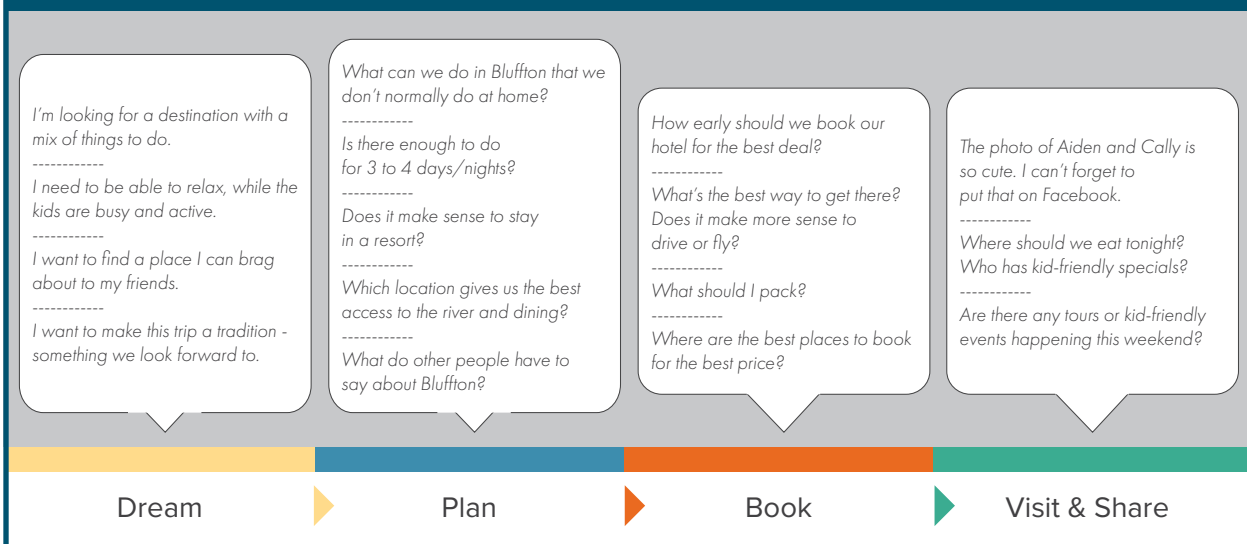 I'm looking for a destination with a
mix of things to do.
-----------
I need to be able to relax, while the
kids are busy and active.
-----------
I want to find a place I can brag
about to my friends.
-----------
I want to make this trip a tradition -
something we look forward to.
What can we do in Bluffton that we
don't normally do at home?
------------
Is there enough to do
for 3 to 4 days/nights?
------------
Does it make sense to stay
in a resort?
------------
Which location gives us the best
access to the river and dining?
------------
What do other people have to
say about Bluffton?
How early should we book our
hotel for the best deal?
------------
What's the best way to get there?
Does it make more sense to
drive or fly?
------------
What should I pack?
------------
Where are the best places to book
for the best price?
The photo of Aiden and Cally is
so cute. I can't forget to
put that on Facebook.
------------
Where should we eat tonight?
Who has kid-friendly specials?
------------
Are there any tours or kid-friendly
events happening this weekend?
Dream
Plan
Book
Visit & Share